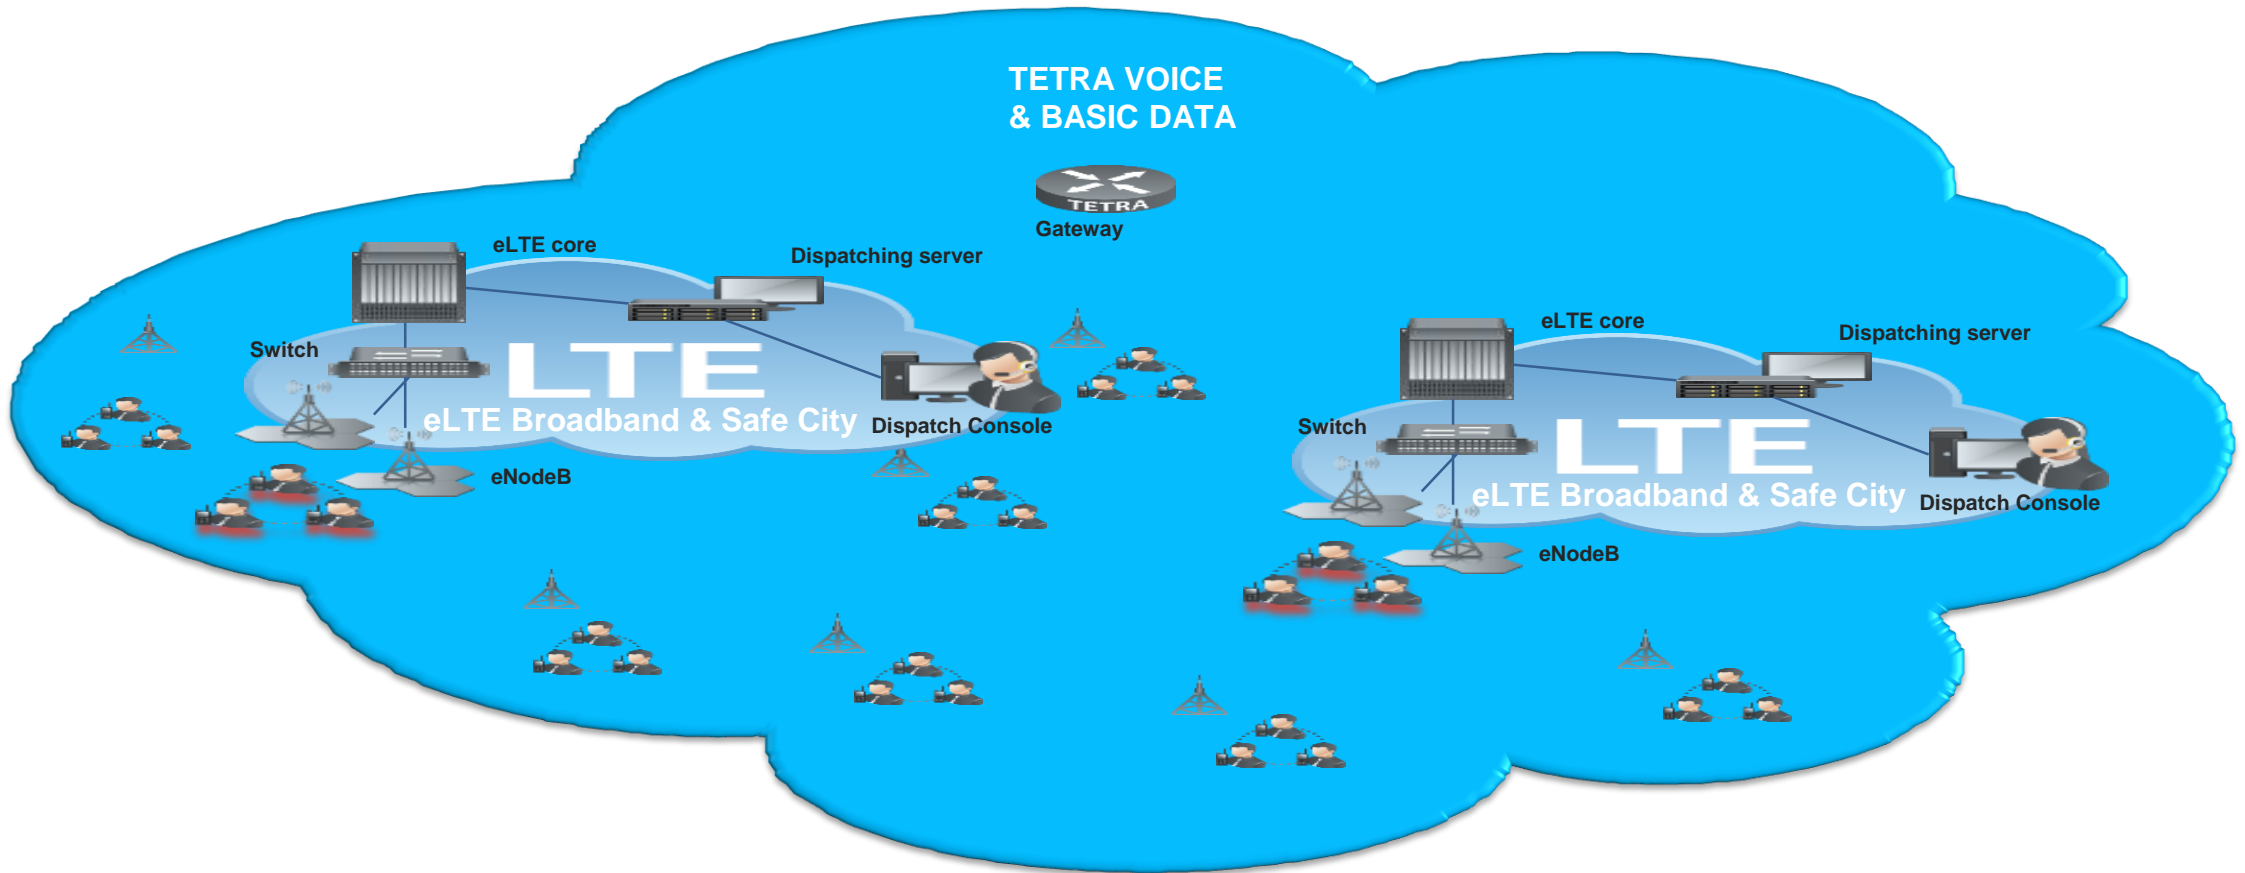 TETRA VOICE
& BASIC DATA
TETRA
Gateway
eLTE core
Dispatching server
Switch
LTE
eLTE Broadband & Safe City
Dispatch Console
eNodeB
eLTE core
Dispatching server
Switch
LTE
eLTE Broadband & Safe City
Dispatch Console
eNodeB